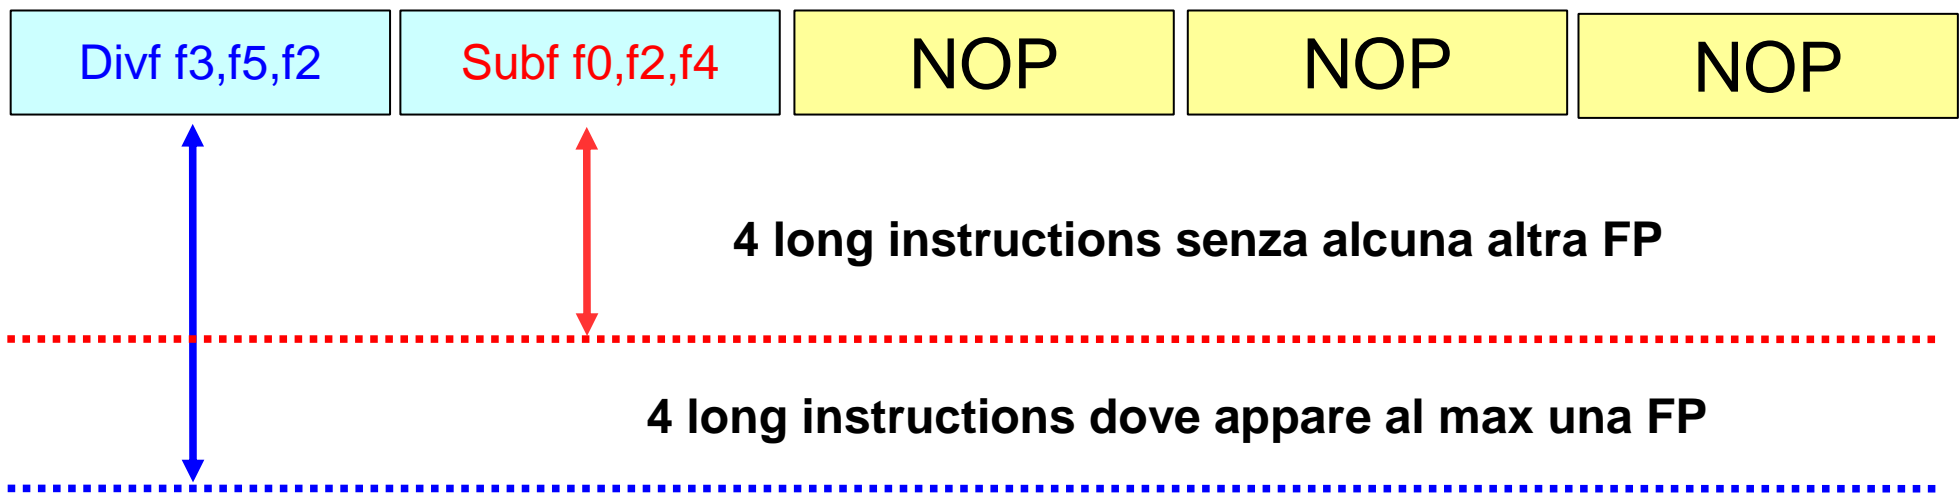 Divf f3,f5,f2 Subf f0,f2,f4 NOP NOP NOP
4 long instructions senza alcuna altra FP
4 long instructions dove appare al max una FP